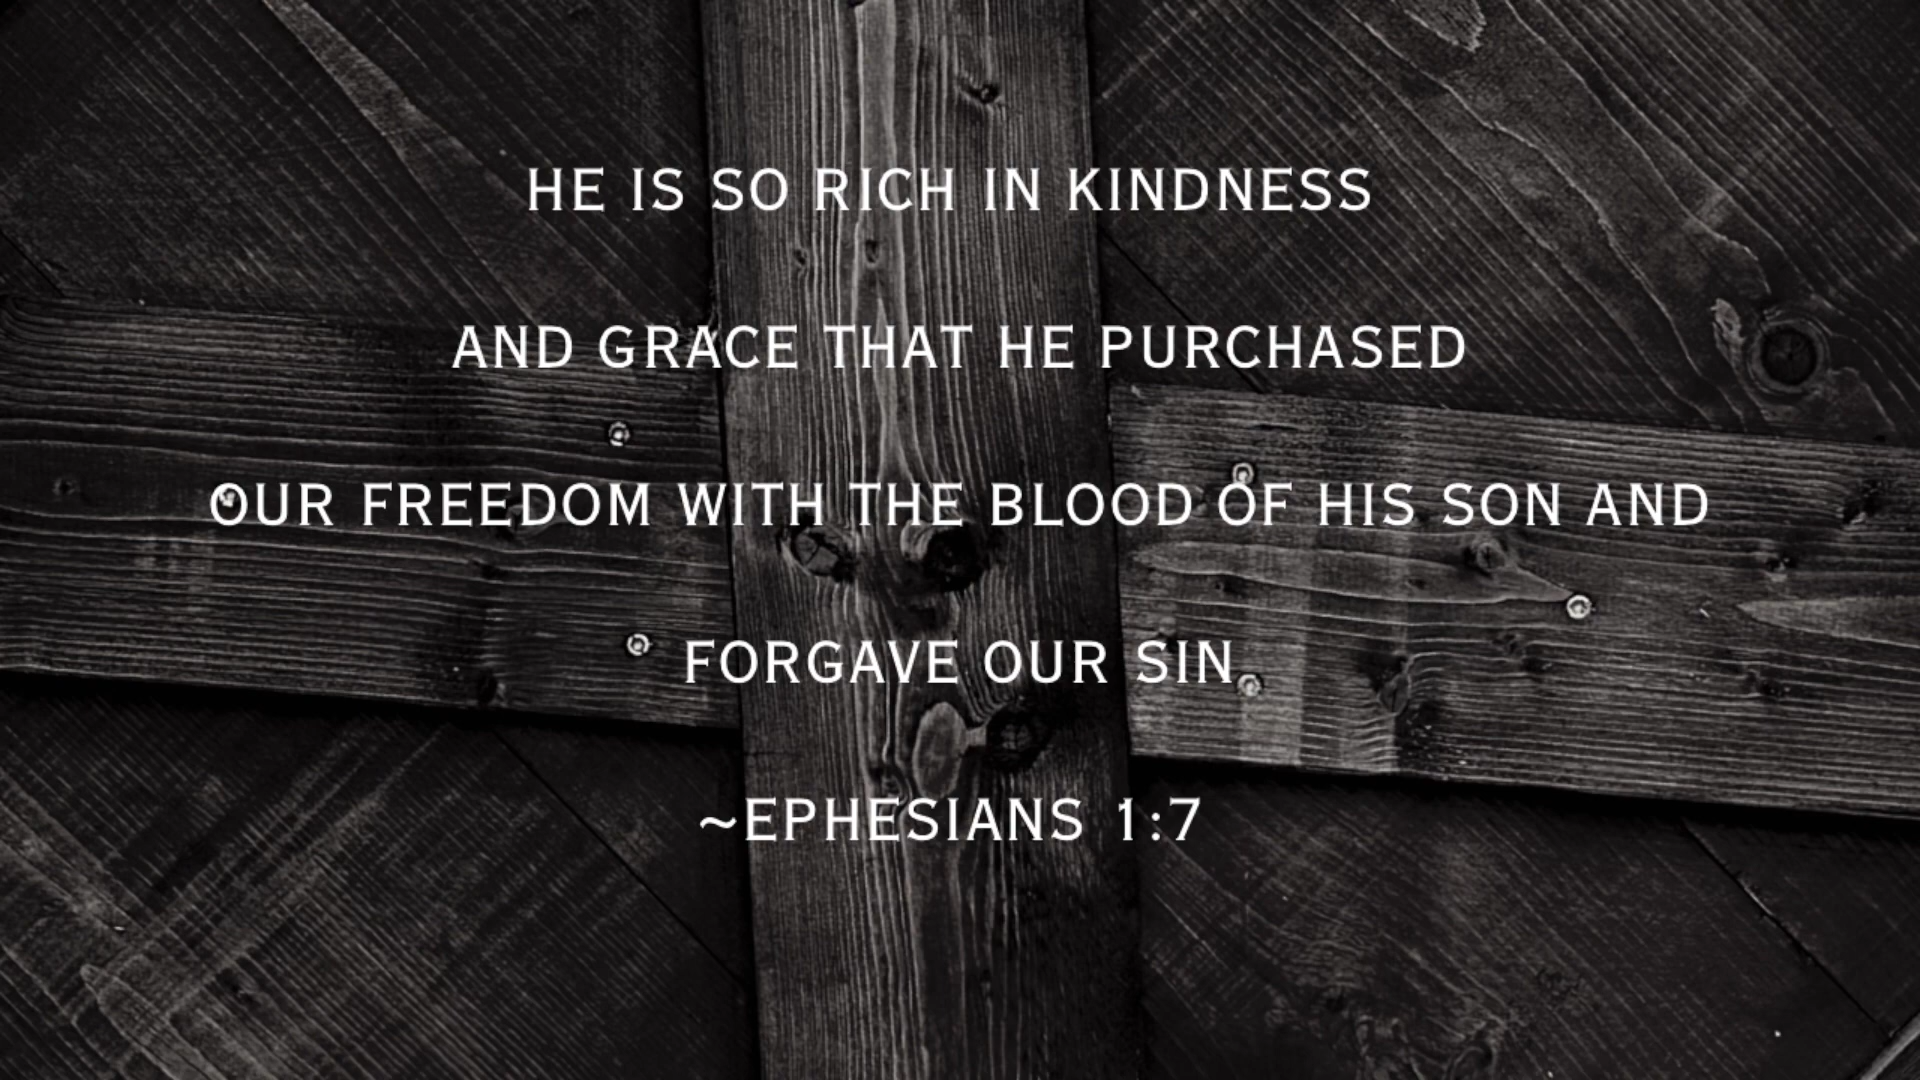 HE IS SO RICH IN KINDNESS
AND GRACE THAT HE PURCHASED
OUR FREEDOM WITH THE BLOOD OF HIS SON AND
FORGAVE OUR SIN
~EPHESIANS 1:7